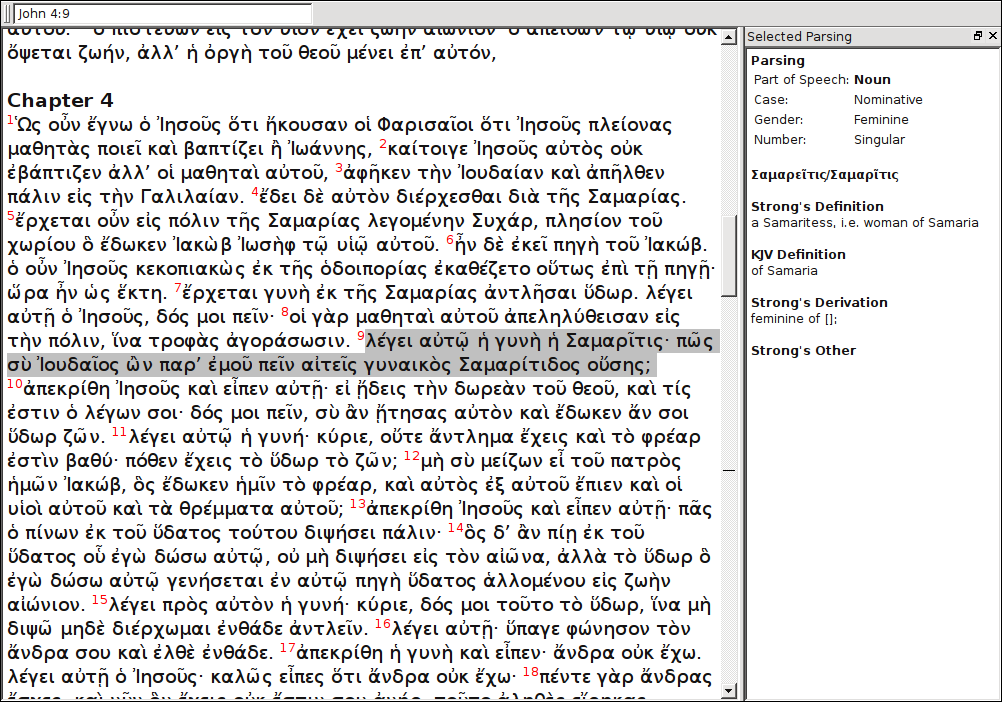 John 4:9
αὐτοῦ. ὁ πιστεύων εἰς τὸν υἱὸν ἔχει ζωὴν αἰώνιον· ὁ ἀπειθῶν τῷ υἱῷ οὐκ
ὄψεται ζωήν, ἀλλ’ ἡ ὀργὴ τοῦ θεοῦ μένει ἐπ’ αὐτόν,
Chapter 4
1Ὡς οὖν ἔγνω ὁ Ἰησοῦς ὅτι ἤκουσαν οἱ Φαρισαῖοι ὅτι Ἰησοῦς πλείονας
μαθητὰς ποιεῖ καὶ βαπτίζει ἢ Ἰωάννης, 2καίτοιγε Ἰησοῦς αὐτὸς οὐκ
ἐβάπτιζεν ἀλλ’ οἱ μαθηταὶ αὐτοῦ, 3ἀφῆκεν τὴν Ἰουδαίαν καὶ ἀπῆλθεν
πάλιν εἰς τὴν Γαλιλαίαν. 4ἔδει δὲ αὐτὸν διέρχεσθαι διὰ τῆς Σαμαρίας.
5ἔρχεται οὖν εἰς πόλιν τῆς Σαμαρίας λεγομένην Συχάρ, πλησίον τοῦ
χωρίου ὃ ἔδωκεν Ἰακὼβ Ἰωσὴφ τῷ υἱῷ αὐτοῦ. 6ἦν δὲ ἐκεῖ πηγὴ τοῦ Ἰακώβ.
ὁ οὖν Ἰησοῦς κεκοπιακὼς ἐκ τῆς ὁδοιπορίας ἐκαθέζετο οὕτως ἐπὶ τῇ πηγῇ·
ὥρα ἦν ὡς ἕκτη. 7ἔρχεται γυνὴ ἐκ τῆς Σαμαρίας ἀντλῆσαι ὕδωρ. λέγει
αὐτῇ ὁ Ἰησοῦς, δός μοι πεῖν· 8οἱ γὰρ μαθηταὶ αὐτοῦ ἀπεληλύθεισαν εἰς
τὴν πόλιν, ἵνα τροφὰς ἀγοράσωσιν. 9λέγει αὐτῷ ἡ γυνὴ ἡ Σαμαρῖτις· πῶς
σὺ Ἰουδαῖος ὢν παρ’ ἐμοῦ πεῖν αἰτεῖς γυναικὸς Σαμαρίτιδος οὔσης;
10ἀπεκρίθη Ἰησοῦς καὶ εἶπεν αὐτῇ· εἰ ᾔδεις τὴν δωρεὰν τοῦ θεοῦ, καὶ τίς
ἐστιν ὁ λέγων σοι· δός μοι πεῖν, σὺ ἂν ᾔτησας αὐτὸν καὶ ἔδωκεν ἄν σοι
ὕδωρ ζῶν. 11λέγει αὐτῷ ἡ γυνή· κύριε, οὔτε ἄντλημα ἔχεις καὶ τὸ φρέαρ
ἐστὶν βαθύ· πόθεν ἔχεις τὸ ὕδωρ τὸ ζῶν; 12μὴ σὺ μείζων εἶ τοῦ πατρὸς
ἡμῶν Ἰακώβ, ὃς ἔδωκεν ἡμῖν τὸ φρέαρ, καὶ αὐτὸς ἐξ αὐτοῦ ἔπιεν καὶ οἱ
υἱοὶ αὐτοῦ καὶ τὰ θρέμματα αὐτοῦ; 13ἀπεκρίθη Ἰησοῦς καὶ εἶπεν αὐτῇ· πᾶς
ὁ πίνων ἐκ τοῦ ὕδατος τούτου διψήσει πάλιν· 14ὃς δ’ ἂν πίῃ ἐκ τοῦ
ὕδατος οὗ ἐγὼ δώσω αὐτῷ, οὐ μὴ διψήσει εἰς τὸν αἰῶνα, ἀλλὰ τὸ ὕδωρ ὃ
ἐγὼ δώσω αὐτῷ γενήσεται ἐν αὐτῷ πηγὴ ὕδατος ἁλλομένου εἰς ζωὴν
αἰώνιον. 15λέγει πρὸς αὐτὸν ἡ γυνή· κύριε, δός μοι τοῦτο τὸ ὕδωρ, ἵνα μὴ
διψῶ μηδὲ διέρχωμαι ἐνθάδε ἀντλεῖν. 16λέγει αὐτῇ· ὕπαγε φώνησον τὸν
ἄνδρα σου καὶ ἐλθὲ ἐνθάδε. 17ἀπεκρίθη ἡ γυνὴ καὶ εἶπεν· ἄνδρα οὐκ ἔχω.
λέγει αὐτῇ ὁ Ἰησοῦς· καλῶς εἶπες ὅτι ἄνδρα οὐκ ἔχω· 18πέντε γὰρ ἄνδρας
Selected Parsing
Parsing
Part of Speech: Noun
Case: Nominative
Gender: Feminine
Number: Singular
Σαμαρεῖτις/Σαμαρῖτις
Strong's Definition
a Samaritess, i.e. woman of Samaria
KJV Definition
of Samaria
Strong's Derivation
feminine of [];
Strong's Other